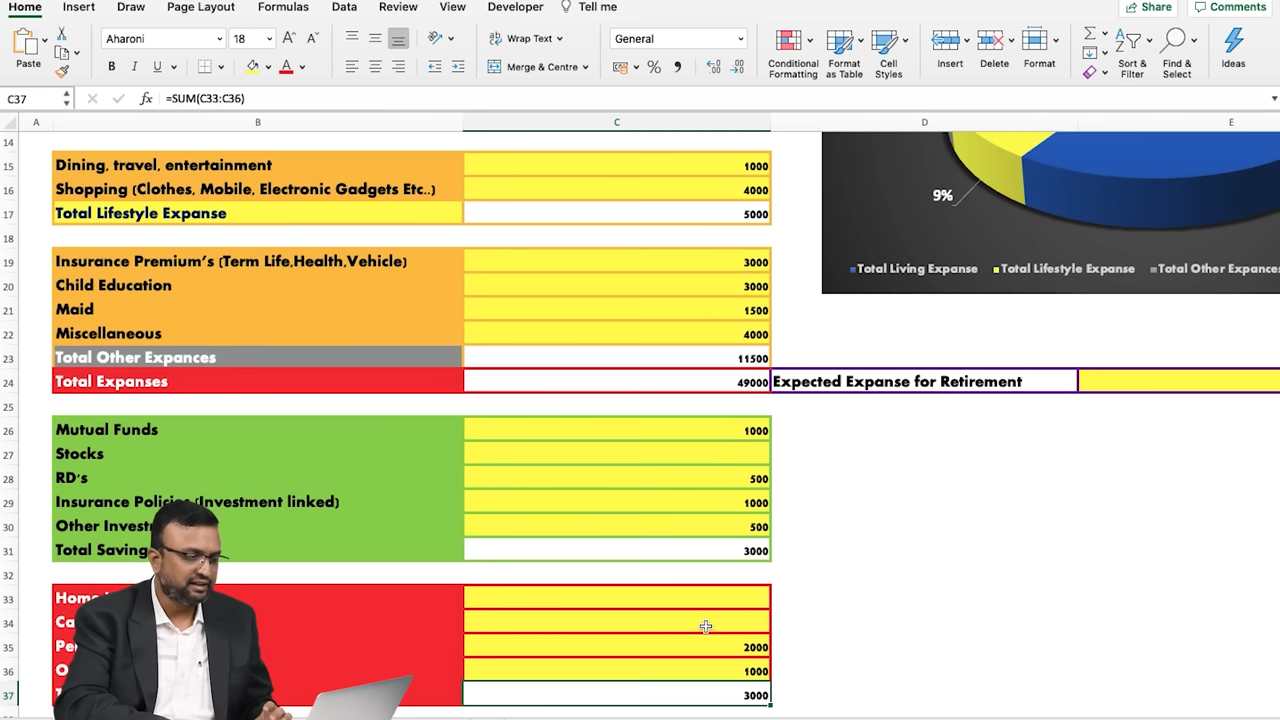 Home Insert Draw Page Layout Formulas Data Review View Developer Tell me Share Comments
Paste Aharoni 18 A A Wrap Text General Conditional Formatting Format as Table Cell Styles Insert Delete Format Sort & Filter Find & Select Ideas
B I U A Merge & Centre %
C37 fx =SUM(C33:C36)
A B C D E
14
15 Dining, travel, entertainment 1000
16 Shopping (Clothes, Mobile, Electronic Gadgets Etc..) 4000
9%
17 Total Lifestyle Expanse 5000
18
19 Insurance Premium's (Term Life,Health,Vehicle) 3000
Total Living Expanse Total Lifestyle Expanse Total Other Expances
20 Child Education 3000
21 Maid 1500
22 Miscellaneous 4000
23 Total Other Expances 11500
24 Total Expanses 49000 Expected Expanse for Retirement
25
26 Mutual Funds 1000
27 Stocks
28 RD's 500
29 Insurance Policies (Investment linked) 1000
30 Other 500
31 Total 3000
32
33 Home
34
35 2000
36 1000
37 3000